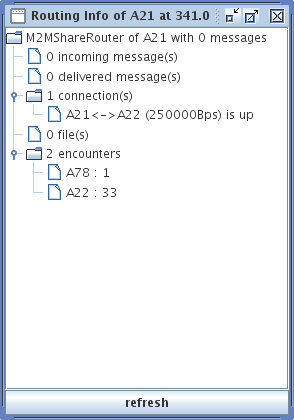 Routing Info of A21 at 341.0
M2MShareRouter of A21 with 0 messages
0 incoming message(s)
0 delivered message(s)
1 connection(s)
A21<->A22 (250000Bps) is up
0 file(s)
2 encounters
A78 : 1
A22 : 33
refresh